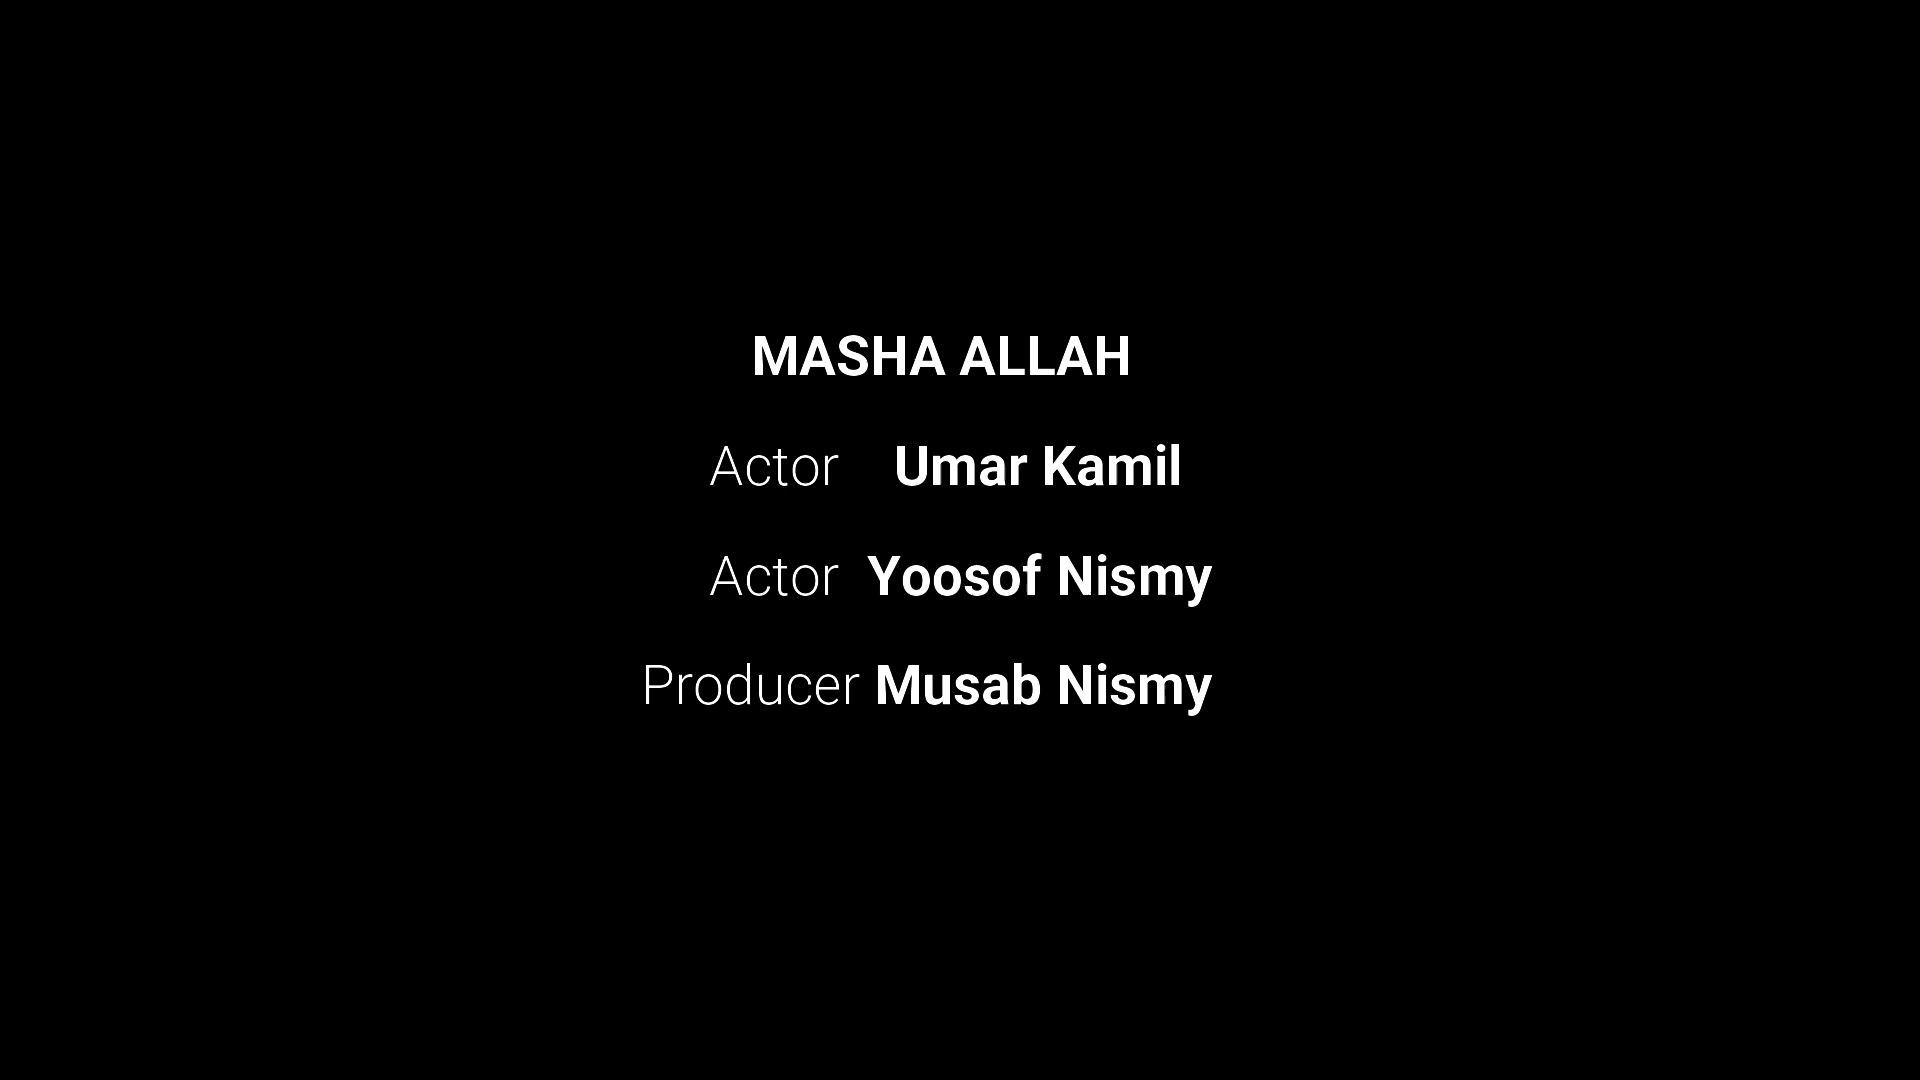 MASHA ALLAH
Actor Umar Kamil
Actor Yoosof Nismy
Producer Musab Nismy